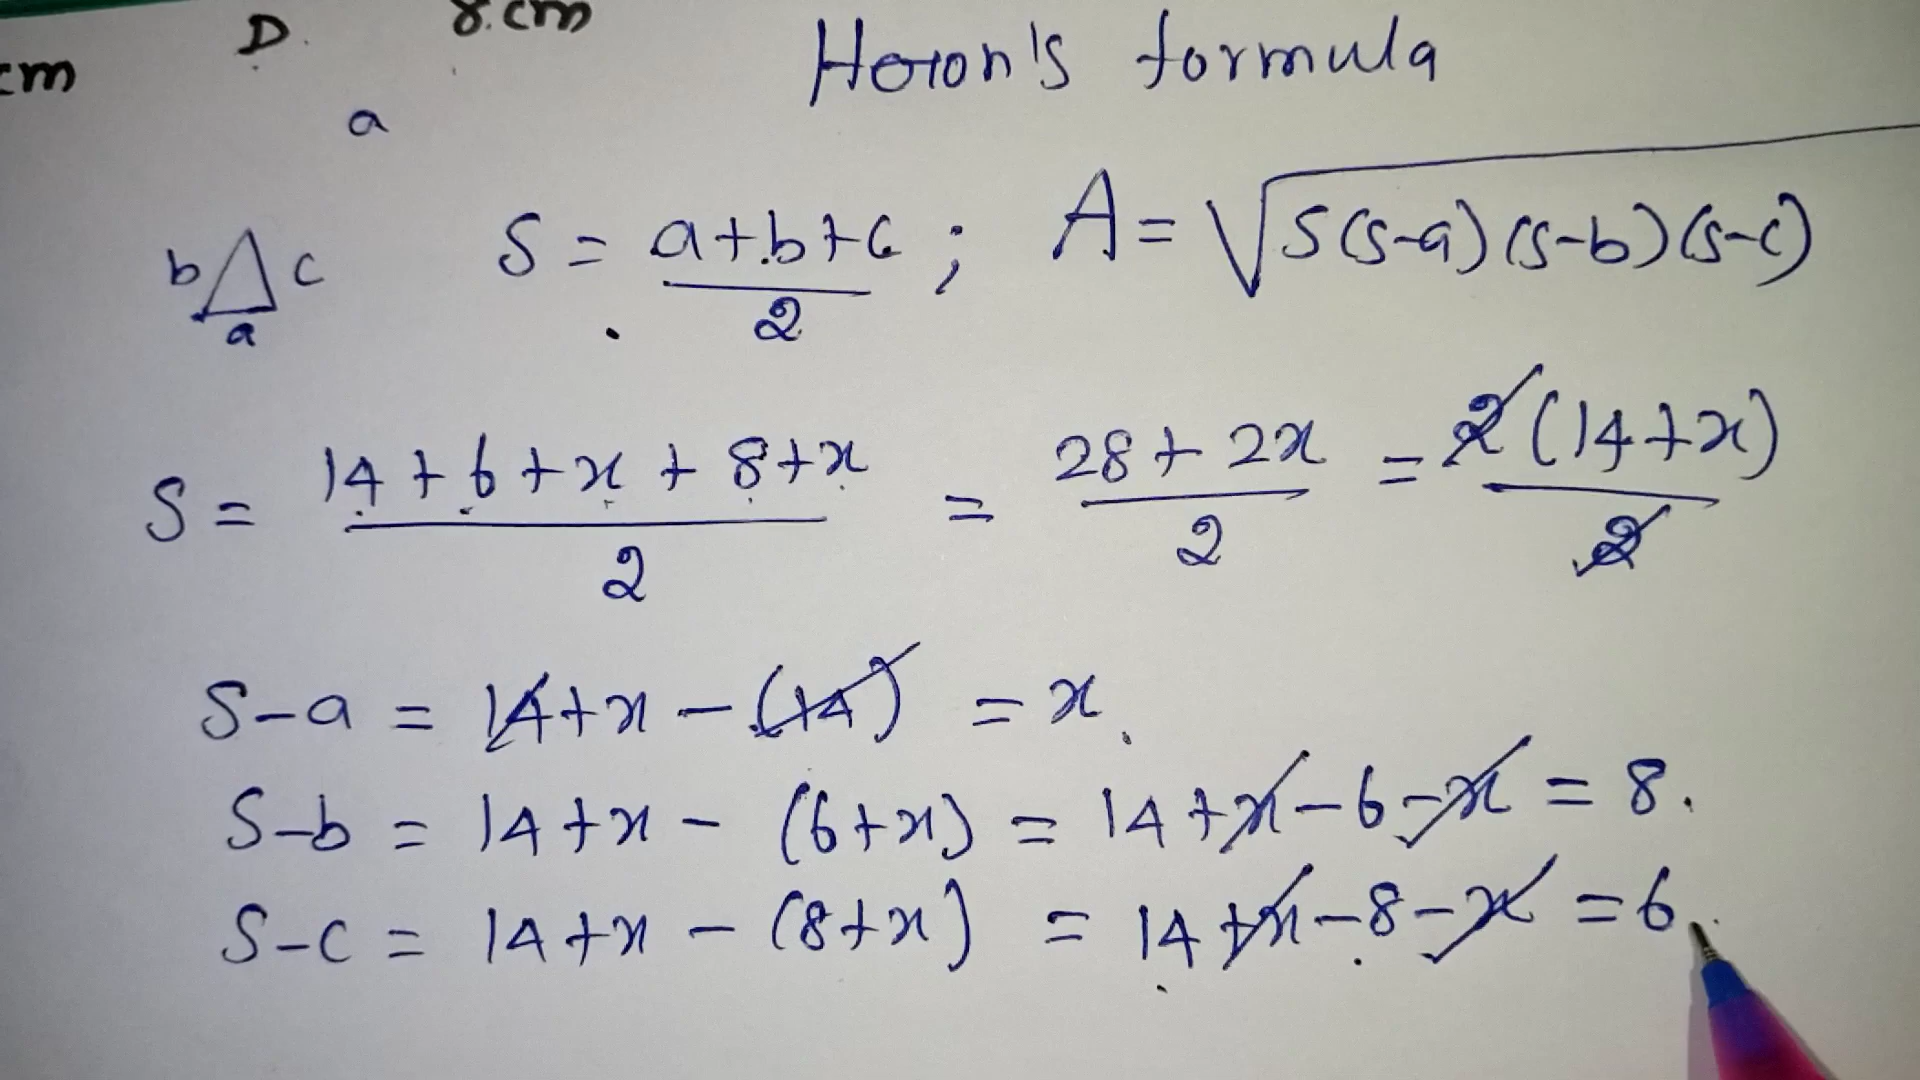 cm D. 8.cm
Heron's formula
a
b c a S = a+b+c/2 ; A = √S(S-a)(S-b)(S-c)
S = 14+6+x+8+x/2 = 28+2x/2 = 2(14+x)/2
S-a = 14+x-(14) = x.
S-b = 14+x-(6+x) = 14+x-6-x = 8.
S-c = 14+x-(8+x) = 14+x-8-x = 6.